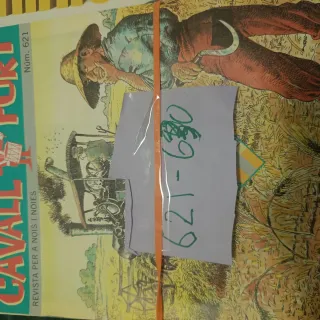 CAVALL FORT
Núm. 621
REVISTA PER A NOIS I NOIES
621-630